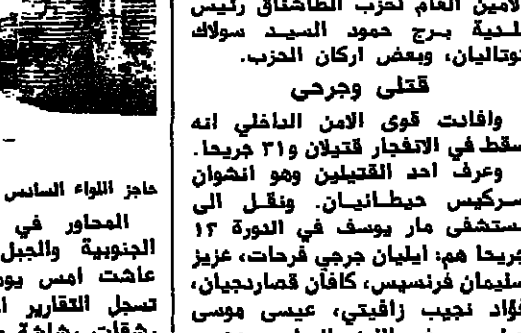 الامين العام لحزب الطاشناق رئيس
بلدية برج حمود السيد سولاك
توتاليان، وبعض اركان الحزب.
قتلى وجرحى
وافادت قوى الامن الداخلي انه
سقط في الانفجار قتيلان و٣١ جريحا.
وعرف احد القتيلين وهو انشوان
سركيس حيطانيان. ونقل الى
مستشفى مار يوسف في الدورة ١٢
جريحا هم: ايليان جرجي فرحات، عزيز
سليمان فرنسيس، كافان قصاردجيان،
فؤاد نجيب زافيتي، عيسى موسى
حاجز اللواء السادس
المحاور في
الجنوبية والجبل
عاشت امس يو
تسجل التقارير